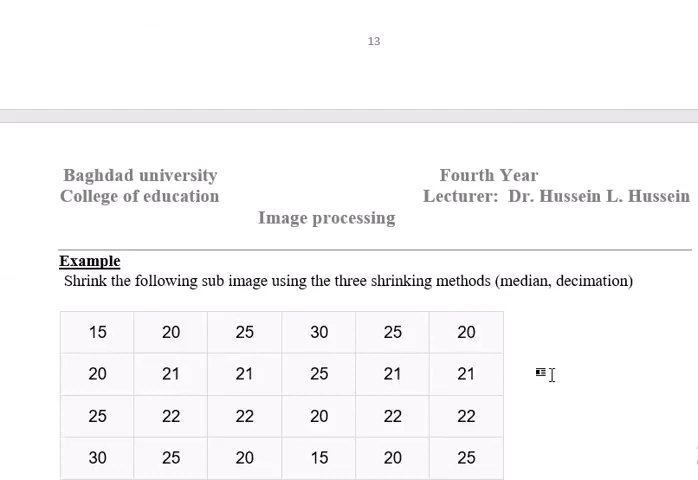 13
Baghdad university Fourth Year
College of education Lecturer: Dr. Hussein L. Hussein
Image processing
Example
Shrink the following sub image using the three shrinking methods (median, decimation)
15 20 25 30 25 20
20 21 21 25 21 21
25 22 22 20 22 22
30 25 20 15 20 25